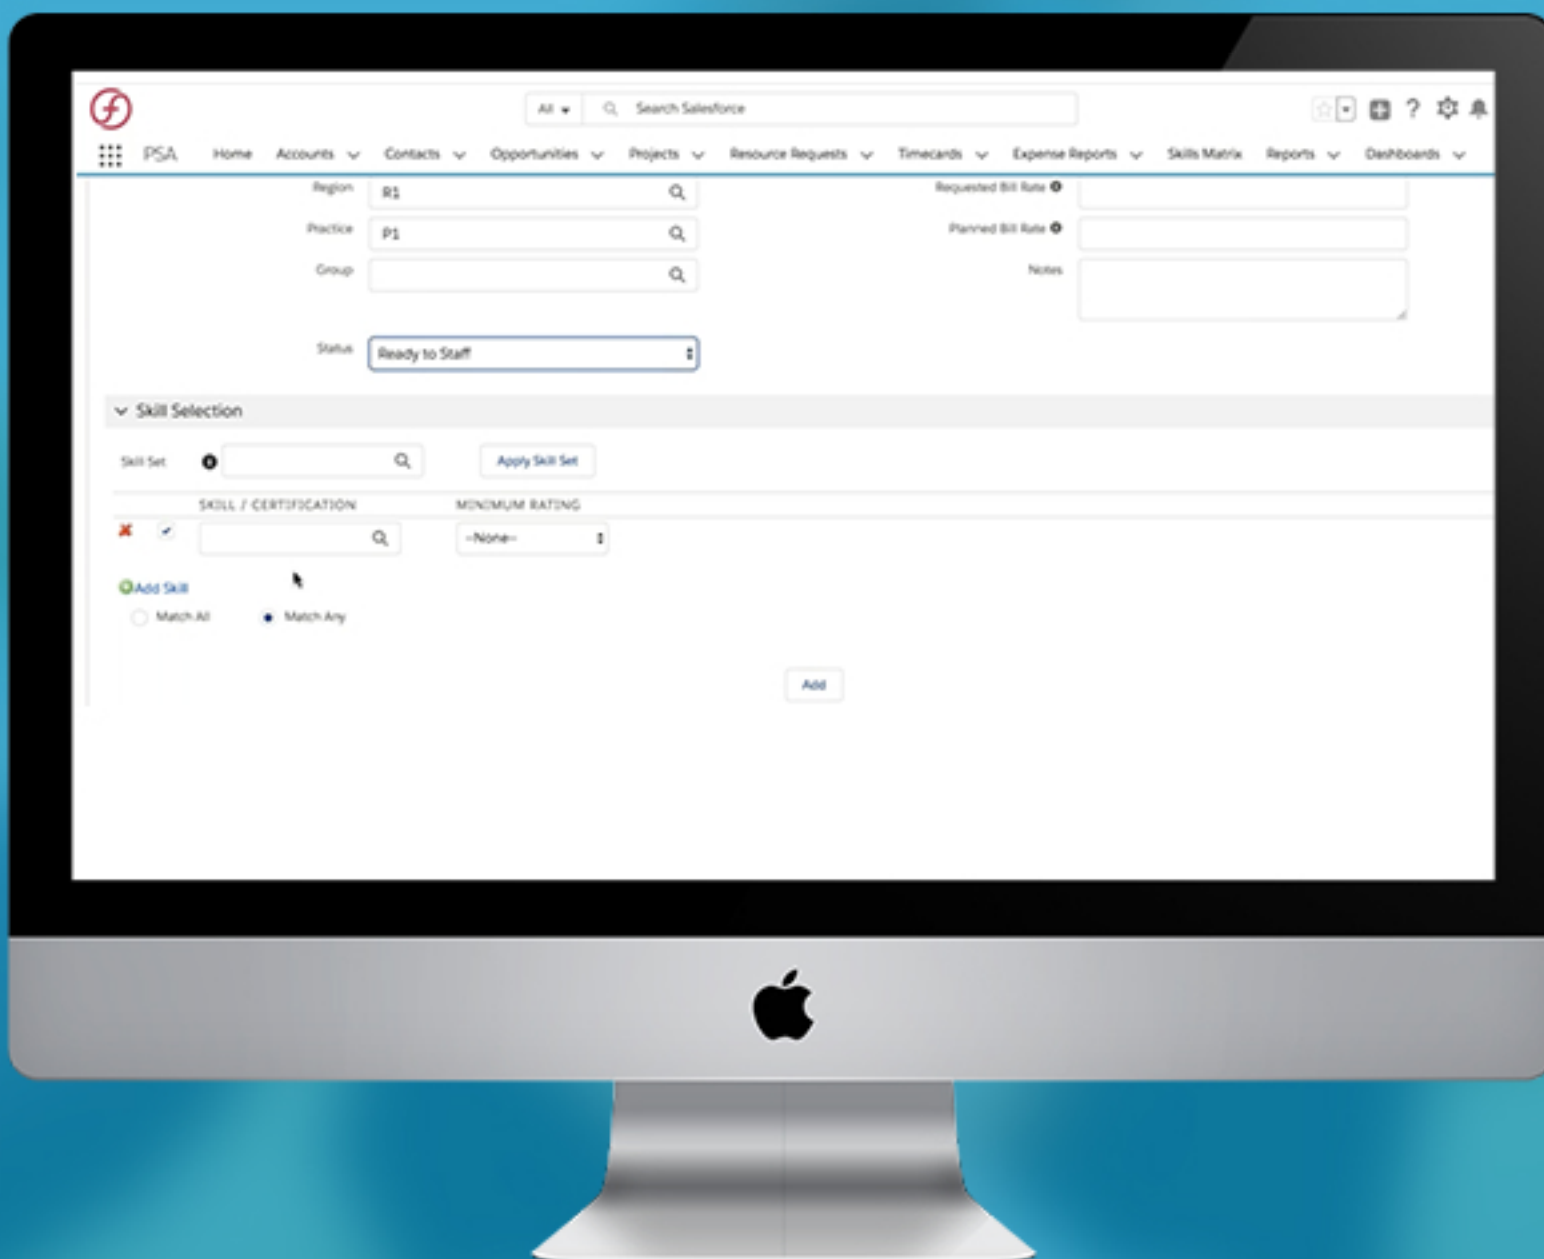 All Search Salesforce
PSA Home Accounts Contacts Opportunities Projects Resource Requests Timecards Expense Reports Skills Matrix Reports Dashboards
Region R1 Requested Bill Rate
Practice P1 Planned Bill Rate
Group Notes
Status Ready to Staff
Skill Selection
Skill Set Apply Skill Set
SKILL / CERTIFICATION MINIMUM RATING
--None--
Add Skill
Match All Match Any
Add